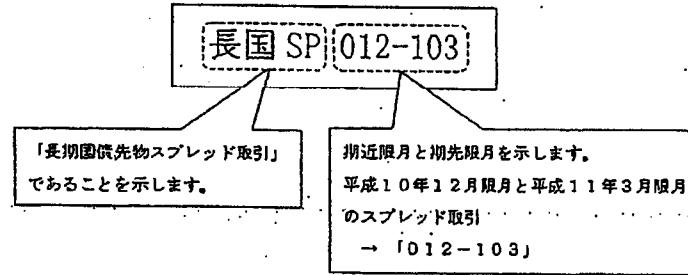 長国 SP 012-103
「長期国債先物スプレッド取引」
であることを示します。
期近限月と期先限月を示します。
平成10年12月限月と平成11年3月限月
のスプレッド取引
→ 「012-103」